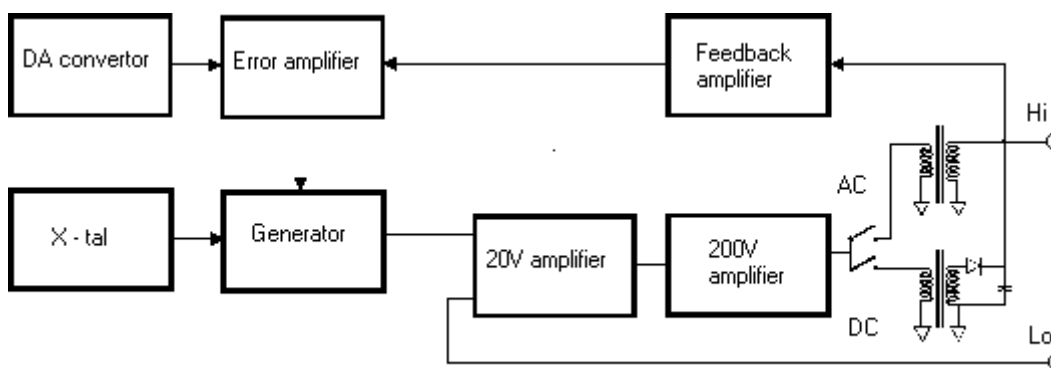 DA convertor
Error amplifier
Feedback
amplifier
Hi
AC
X - tal
Generator
20V amplifier
200V
amplifier
DC
Lo